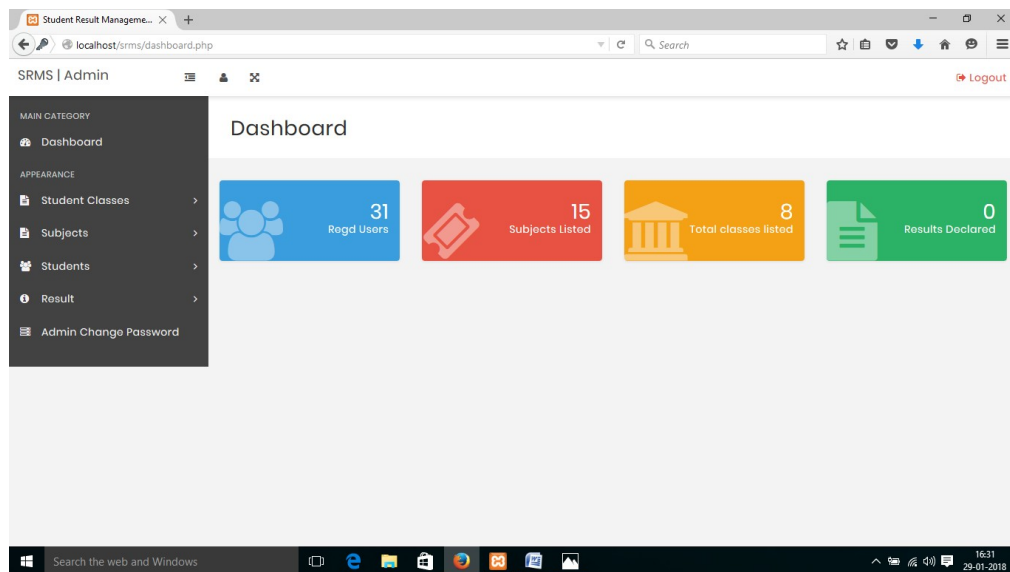 Student Result Manageme...
localhost/srms/dashboard.php
Search
SRMS | Admin
Logout
MAIN CATEGORY
Dashboard
APPEARANCE
Student Classes
Subjects
Students
Result
Admin Change Password
Dashboard
31
Regd Users
15
Subjects Listed
8
Total classes listed
0
Results Declared
Search the web and Windows
16:31
29-01-2018